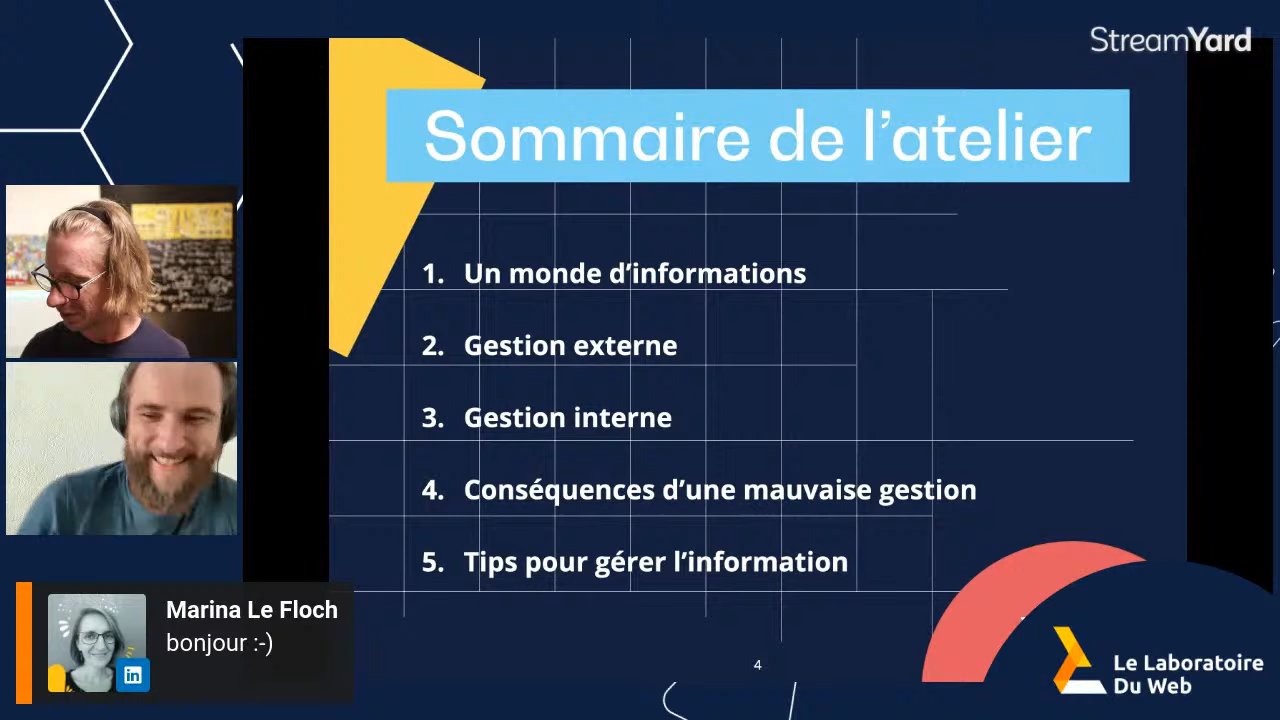 StreamYard
Sommaire de l’atelier
1. Un monde d’informations
2. Gestion externe
3. Gestion interne
4. Conséquences d’une mauvaise gestion
5. Tips pour gérer l’information
Marina Le Floch
bonjour :-)
in
4
Le Laboratoire
Du Web